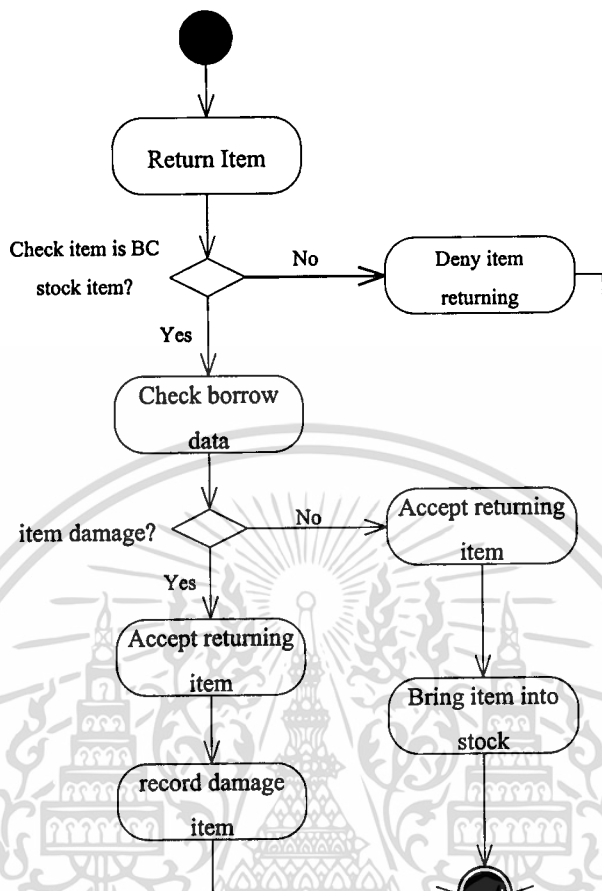 Return Item
Check item is BC
stock item?
No
Deny item
returning
Yes
Check borrow
data
item damage?
No
Accept returning
item
Yes
Accept returning
item
Bring item into
stock
record damage
item